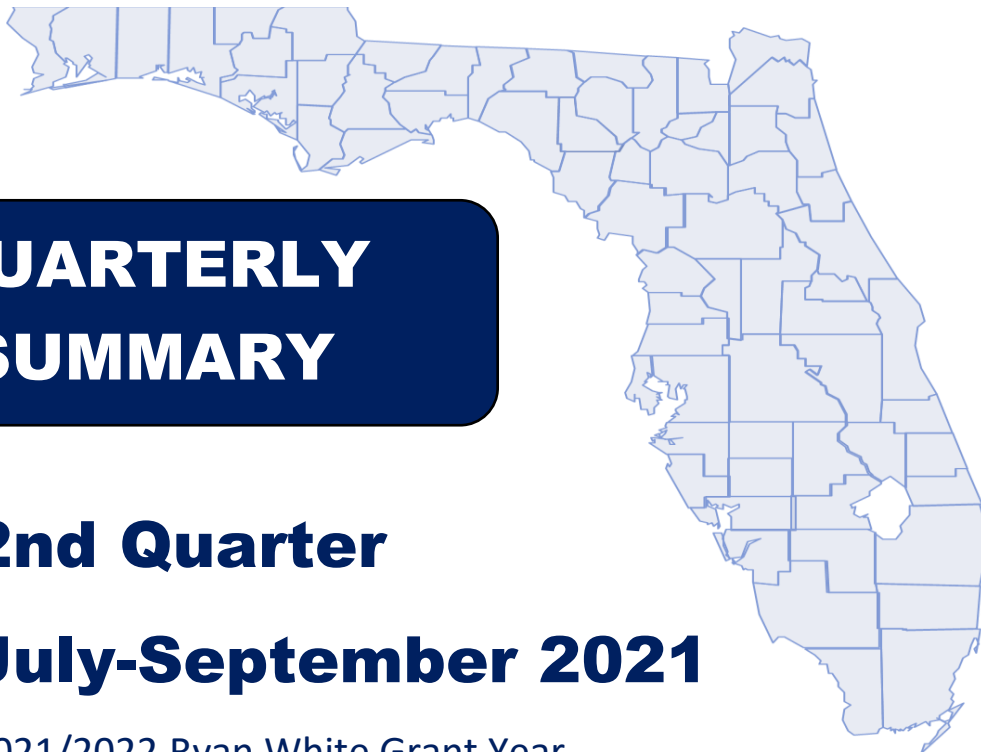 UARTERLY
SUMMARY
2nd Quarter
July-September 2021
021/2022 Ryan White Grant Year